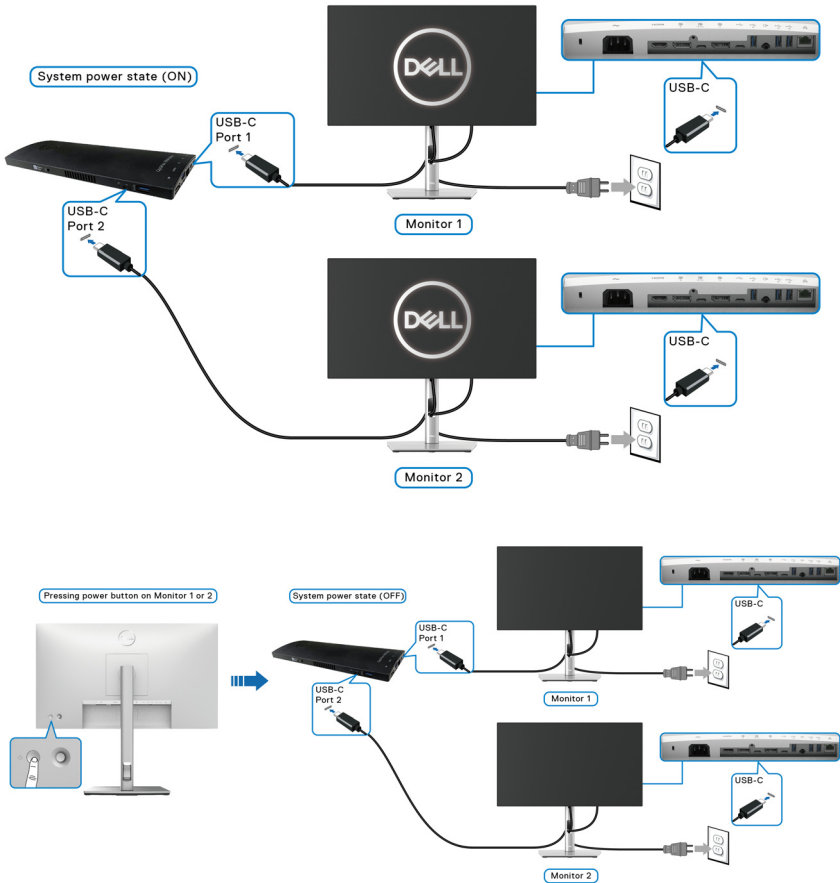 System power state (ON)
USB-C
Port 1
DELL
USB-C
Monitor 1
USB-C
Port 2
DELL
USB-C
Monitor 2
Pressing power button on Monitor 1 or 2
System power state (OFF)
USB-C
Port 1
USB-C
Monitor 1
USB-C
Port 2
USB-C
Monitor 2